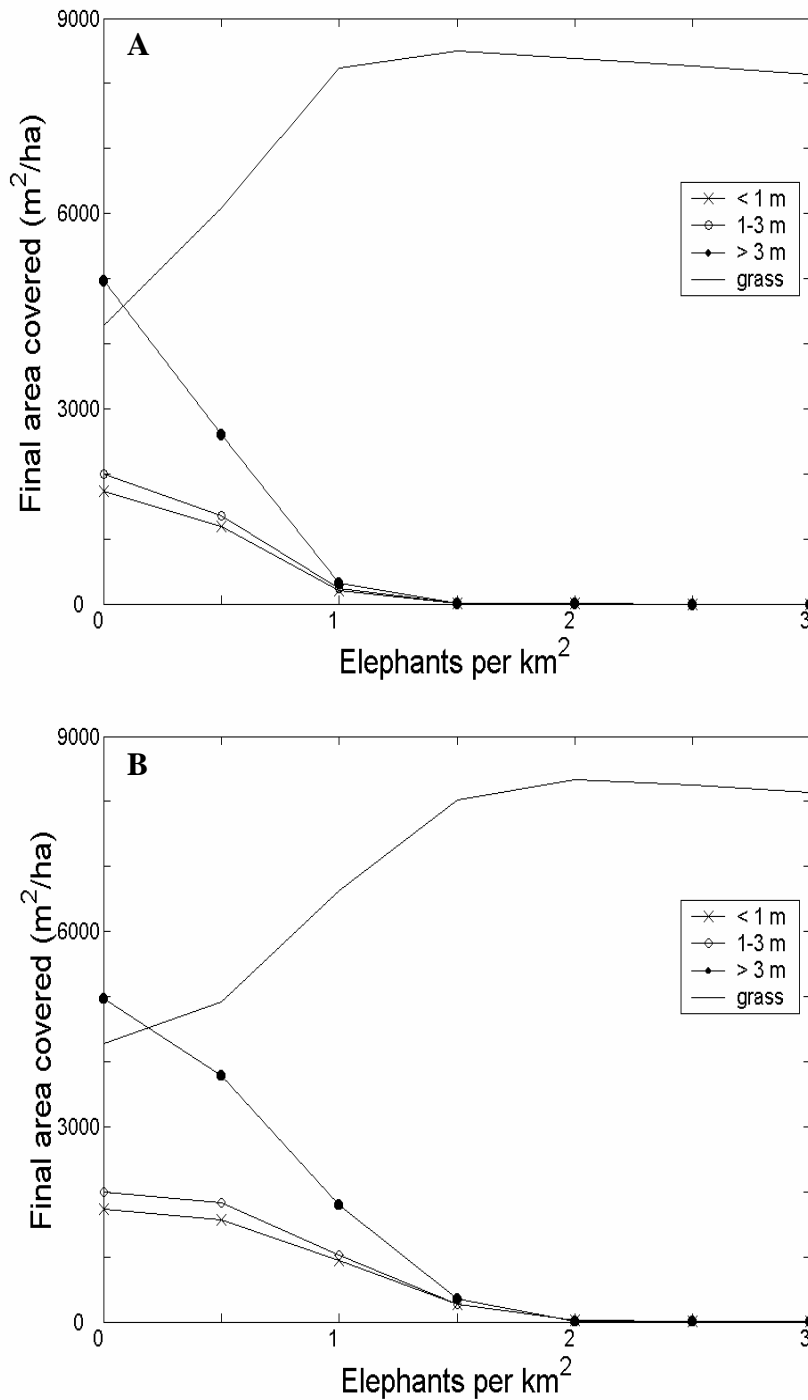 A
9000
6000
3000
0
Final area covered (m²/ha)
< 1 m
1-3 m
> 3 m
grass
0 1 2 3
Elephants per km²
B
9000
6000
3000
0
Final area covered (m²/ha)
< 1 m
1-3 m
> 3 m
grass
0 1 2 3
Elephants per km²